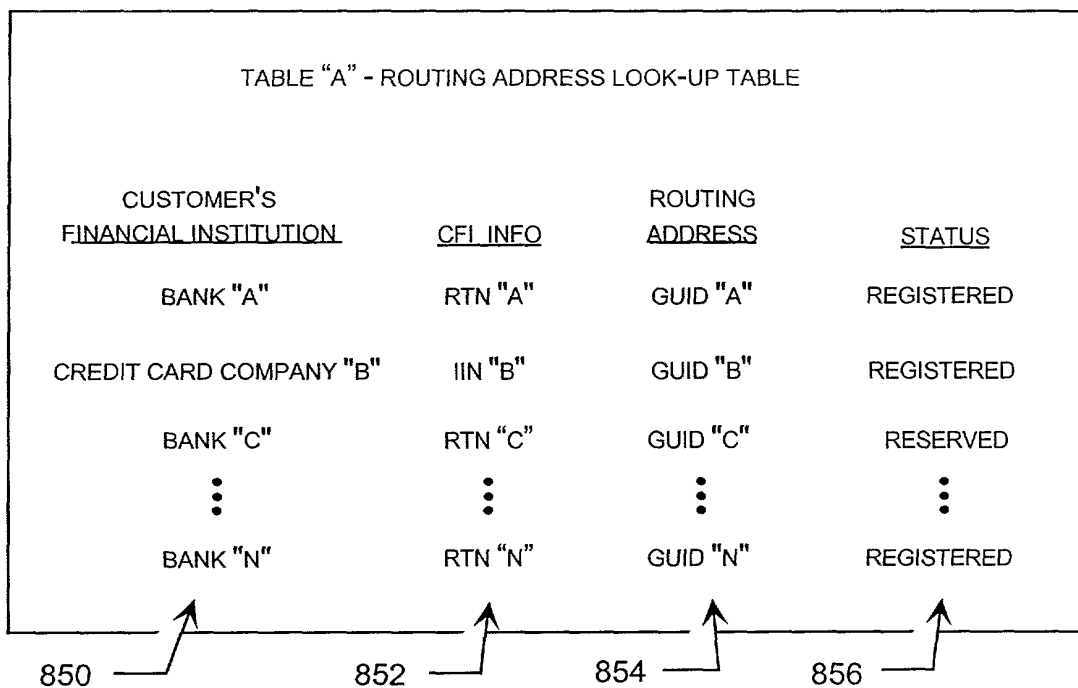 TABLE “A” - ROUTING ADDRESS LOOK-UP TABLE
CUSTOMER'S
FINANCIAL INSTITUTION CFI INFO ROUTING ADDRESS STATUS
BANK "A" RTN "A" GUID "A" REGISTERED
CREDIT CARD COMPANY "B" IIN "B" GUID "B" REGISTERED
BANK "C" RTN “C” GUID "C" RESERVED
BANK "N" RTN “N” GUID "N" REGISTERED
850 852 854 856